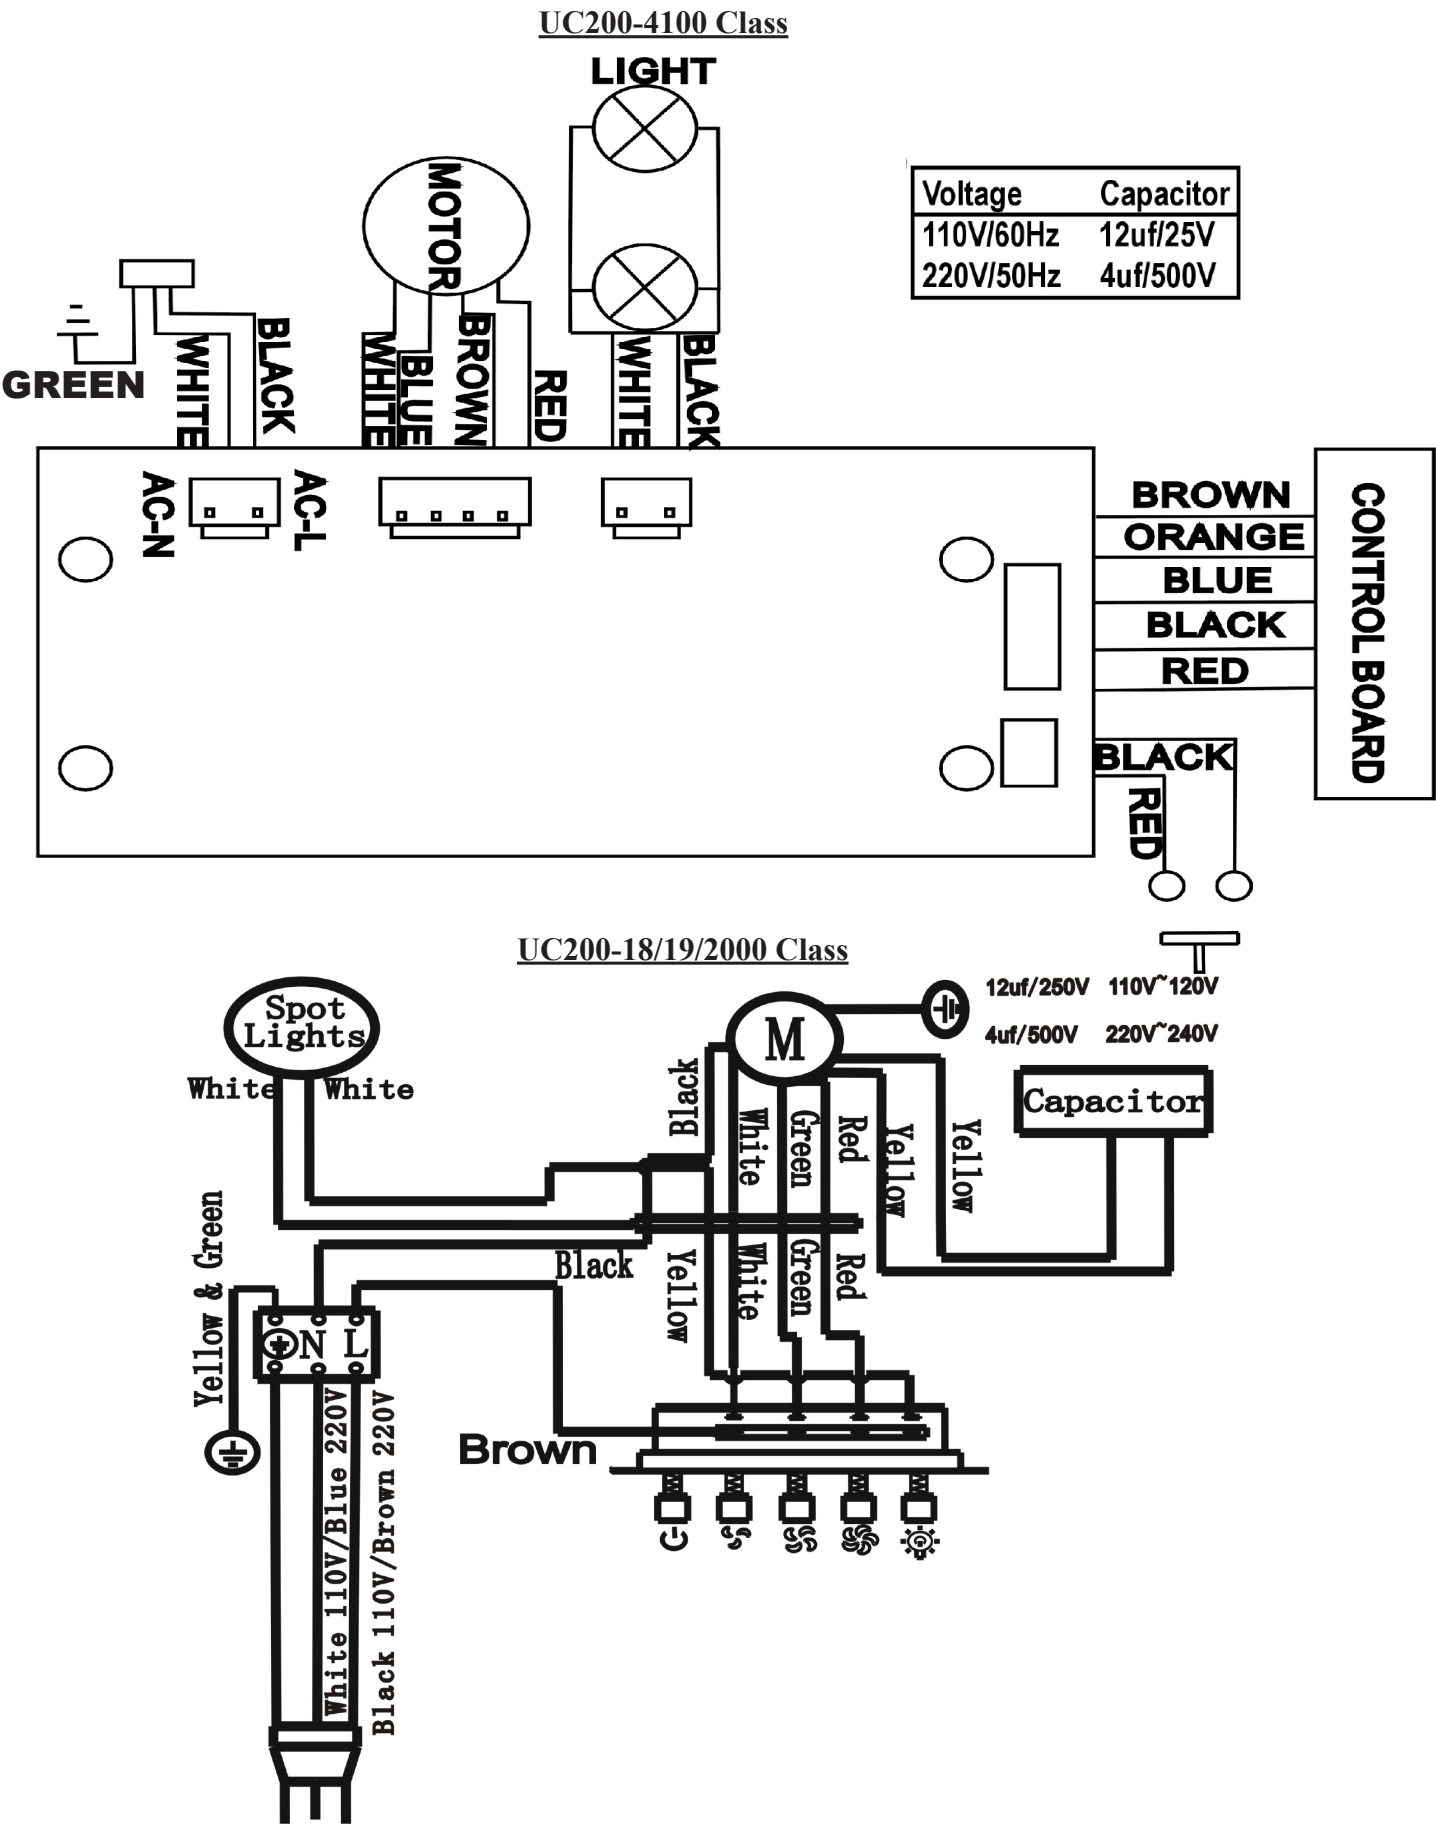 UC200-4100 Class
LIGHT
MOTOR
Voltage Capacitor
110V/60Hz 12uf/25V
220V/50Hz 4uf/500V
GREEN
WHITE
BLACK
WHITE
BLUE
BROWN
RED
WHITE
BLACK
AC-N
AC-L
BROWN
ORANGE
BLUE
BLACK
RED
CONTROL BOARD
BLACK
RED
UC200-18/19/2000 Class
Spot
Lights
White
White
M
12uf/250V 110V~120V
4uf/500V 220V~240V
Capacitor
Black
White
Green
Red
Yellow
Yellow
Yellow & Green
Black
Yellow
White
Green
Red
N L
Brown
White 110V/Blue 220V
Black 110V/Brown 220V